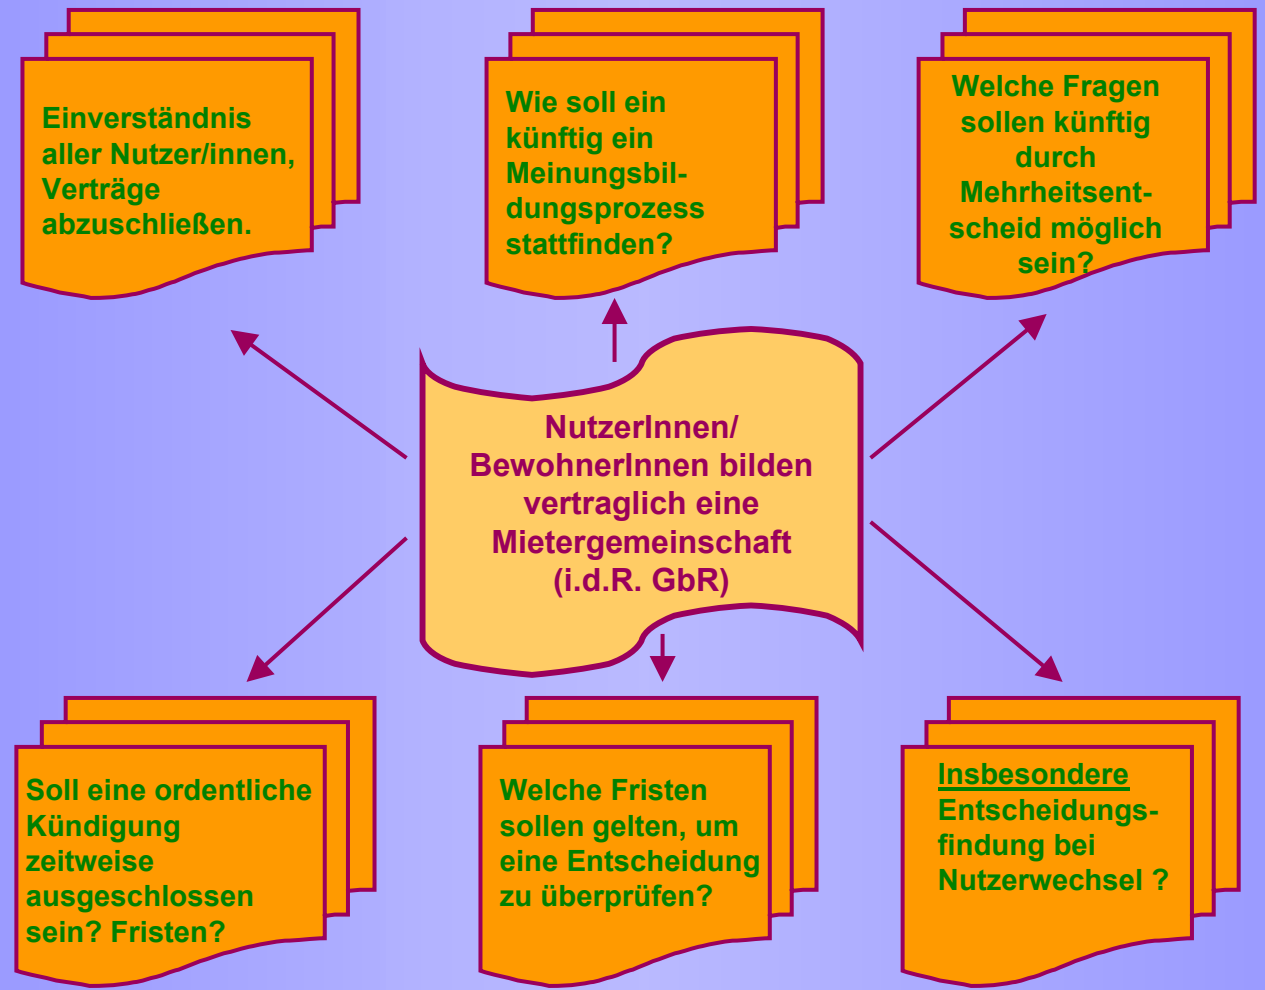 Einverständnis
aller Nutzer/innen,
Verträge
abzuschließen.
Wie soll ein
künftig ein
Meinungsbil-
dungsprozess
stattfinden?
Welche Fragen
sollen künftig
durch
Mehrheitsent-
scheid möglich
sein?
NutzerInnen/
BewohnerInnen bilden
vertraglich eine
Mietergemeinschaft
(i.d.R. GbR)
Soll eine ordentliche
Kündigung
zeitweise
ausgeschlossen
sein? Fristen?
Welche Fristen
sollen gelten, um
eine Entscheidung
zu überprüfen?
Insbesondere
Entscheidungs-
findung bei
Nutzerwechsel ?